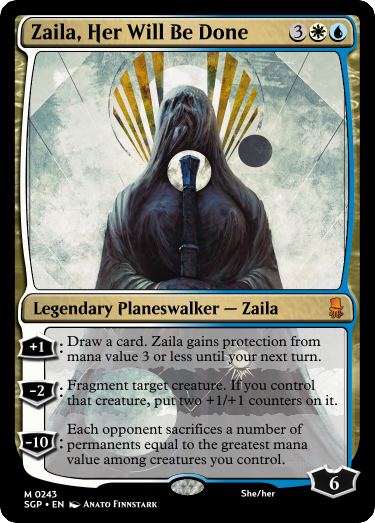 Zaila, Her Will Be Done 3
Legendary Planeswalker — Zaila
+1: Draw a card. Zaila gains protection from
mana value 3 or less until your next turn.
-2: Fragment target creature. If you control
that creature, put two +1/+1 counters on it.
-10: Each opponent sacrifices a number of
permanents equal to the greatest mana
value among creatures you control.
6
M 0243
SGP • EN Anato Finnstark
She/her